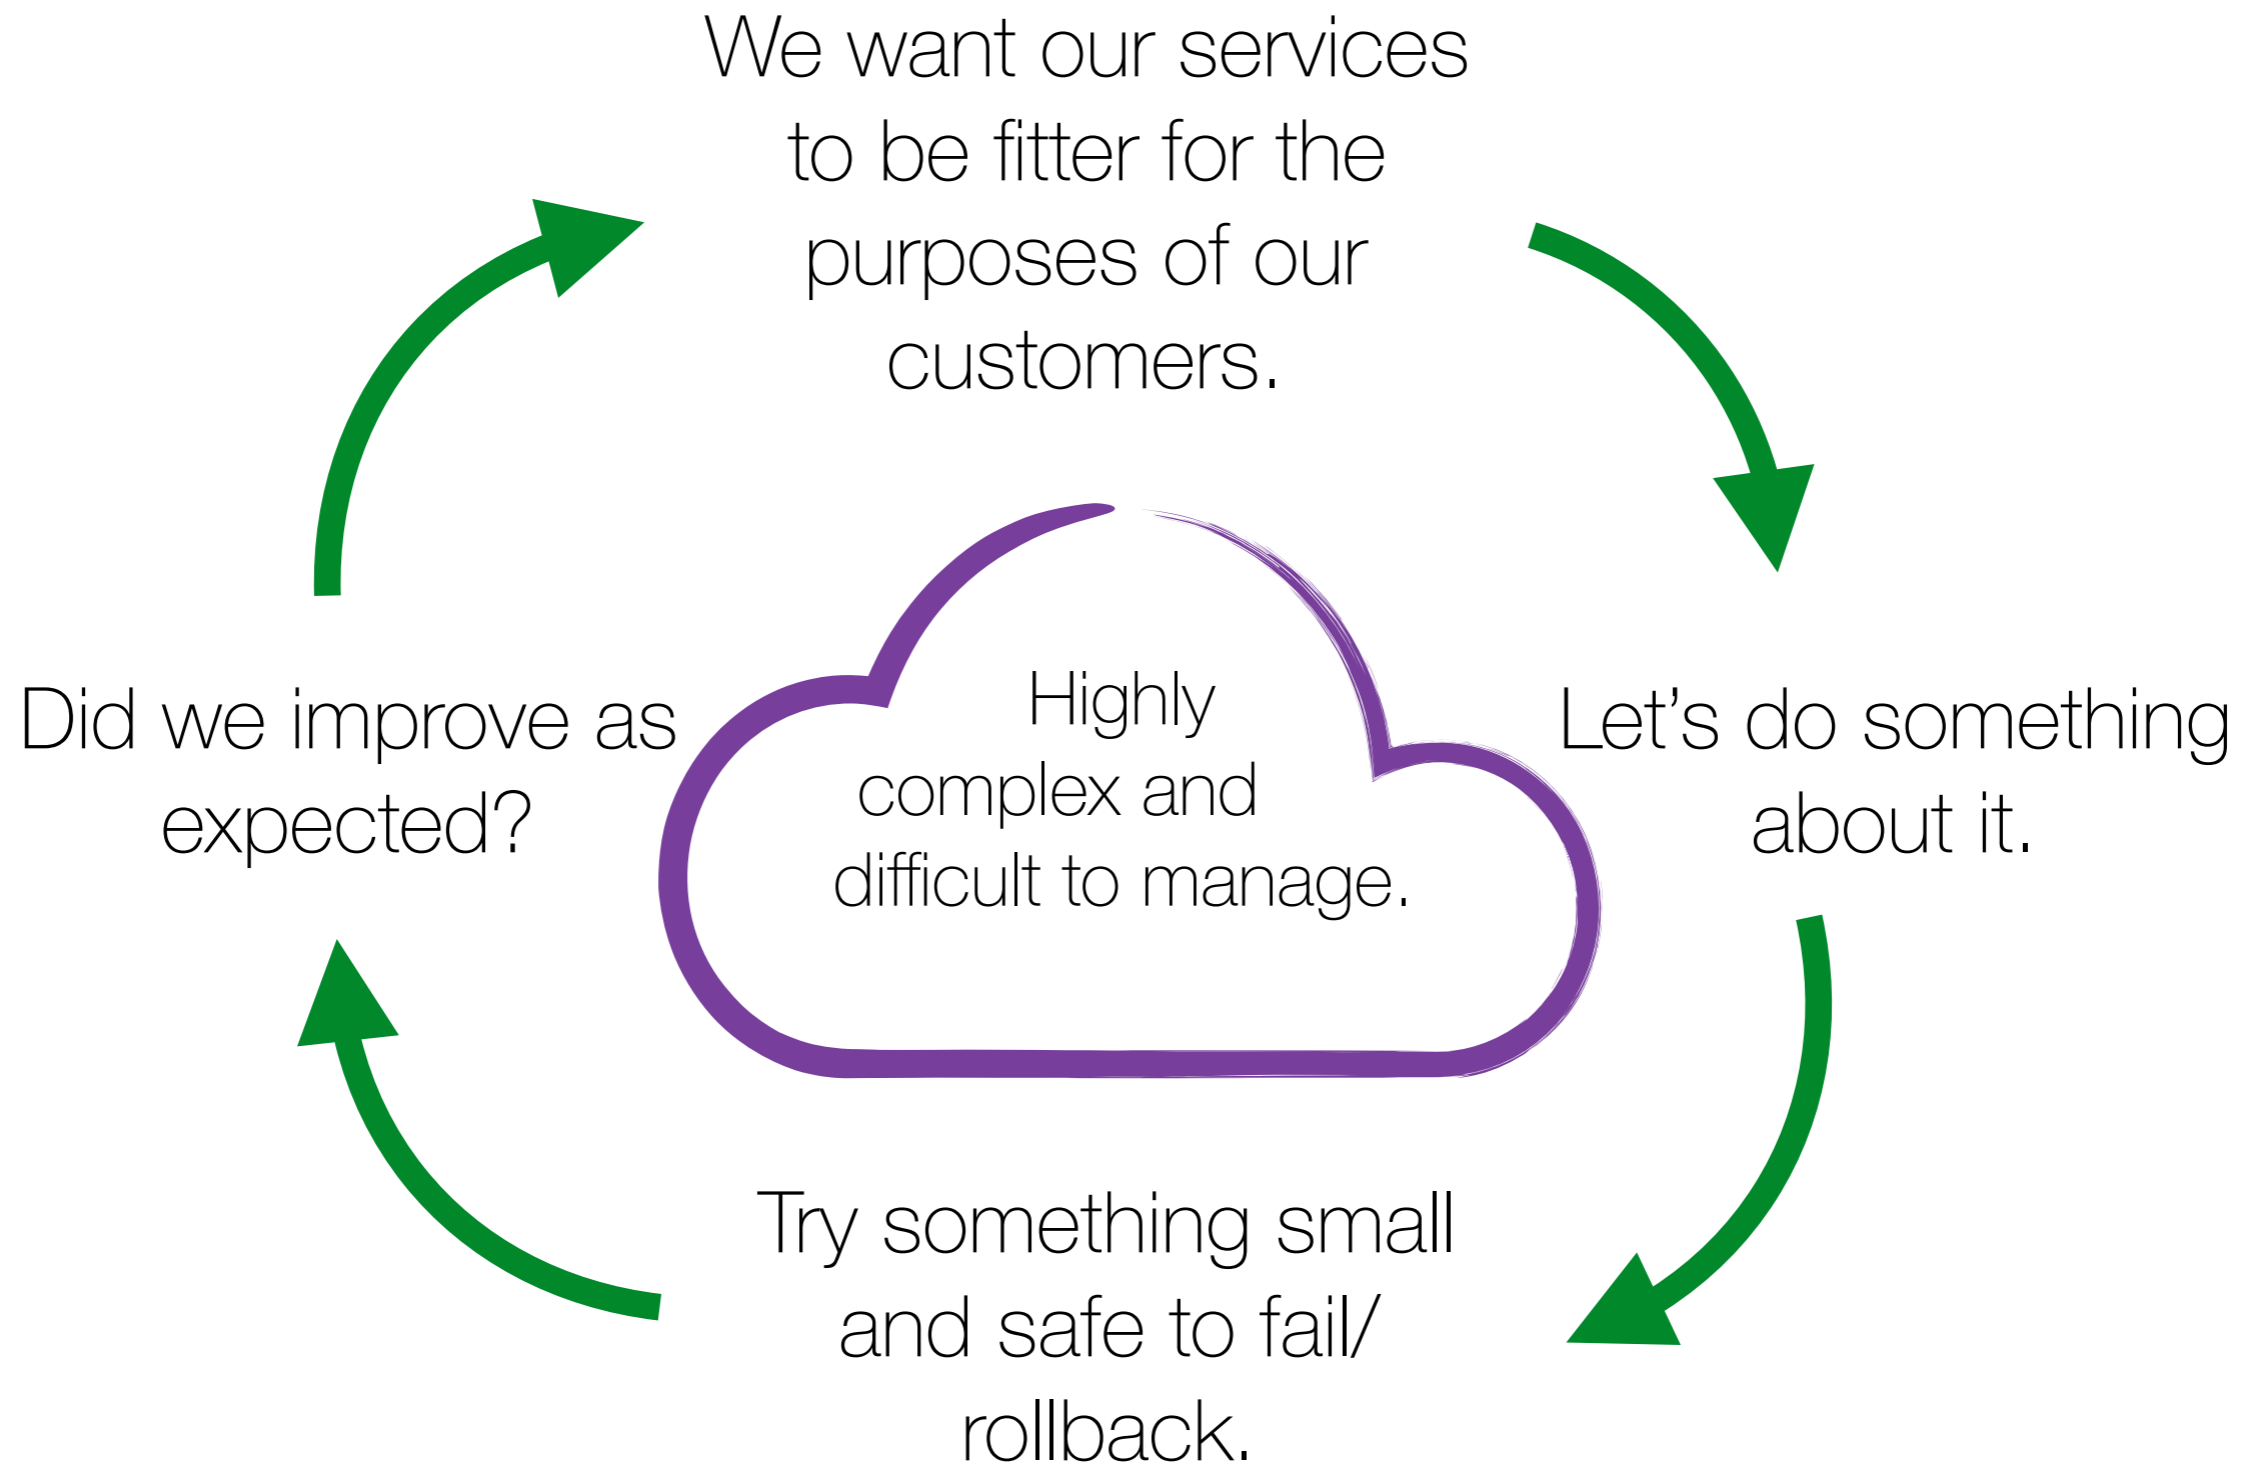 We want our services
to be fitter for the
purposes of our
customers.
Let’s do something
about it.
Try something small
and safe to fail/
rollback.
Did we improve as
expected?
Highly
complex and
difficult to manage.